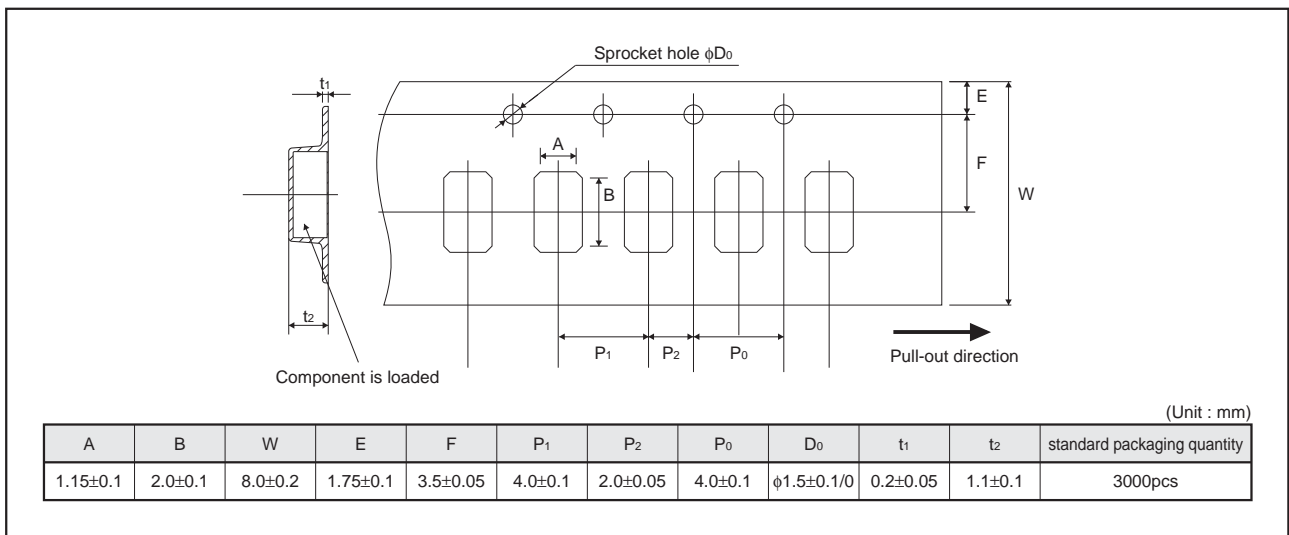 Sprocket hole ϕD0
t1
E
A
F
B
W
t2
P1
P2
P0
Pull-out direction
Component is loaded
(Unit : mm)
A B W E F P1 P2 P0 D0 t1 t2 standard packaging quantity
1.15±0.1 2.0±0.1 8.0±0.2 1.75±0.1 3.5±0.05 4.0±0.1 2.0±0.05 4.0±0.1 ϕ1.5±0.1/0 0.2±0.05 1.1±0.1 3000pcs